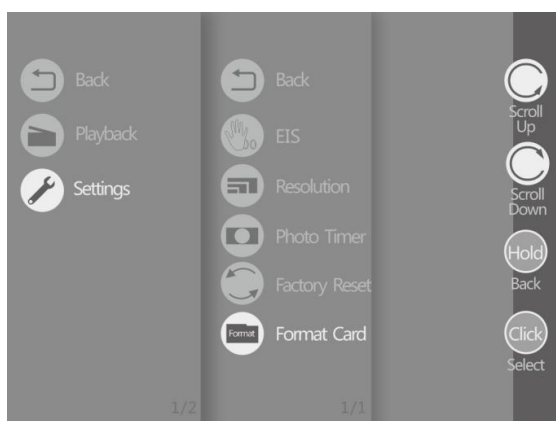 Back
Playback
Settings
1/2
Back
EIS
Resolution
Photo Timer
Factory Reset
Format
Format Card
1/1
Scroll
Up
Scroll
Down
Hold
Back
Click
Select